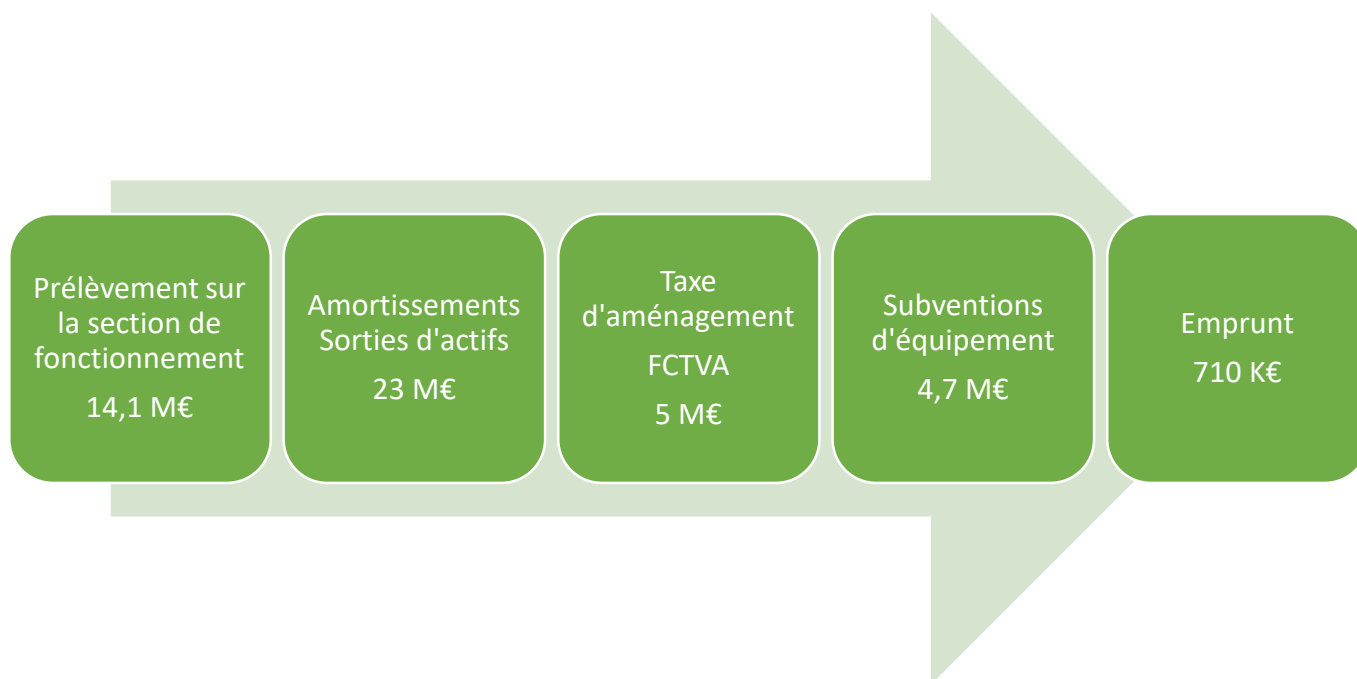 Prélèvement sur
la section de
fonctionnement
14,1 M€
Amortissements
Sorties d'actifs
23 M€
Taxe
d'aménagement
FCTVA
5 M€
Subventions
d'équipement
4,7 M€
Emprunt
710 K€